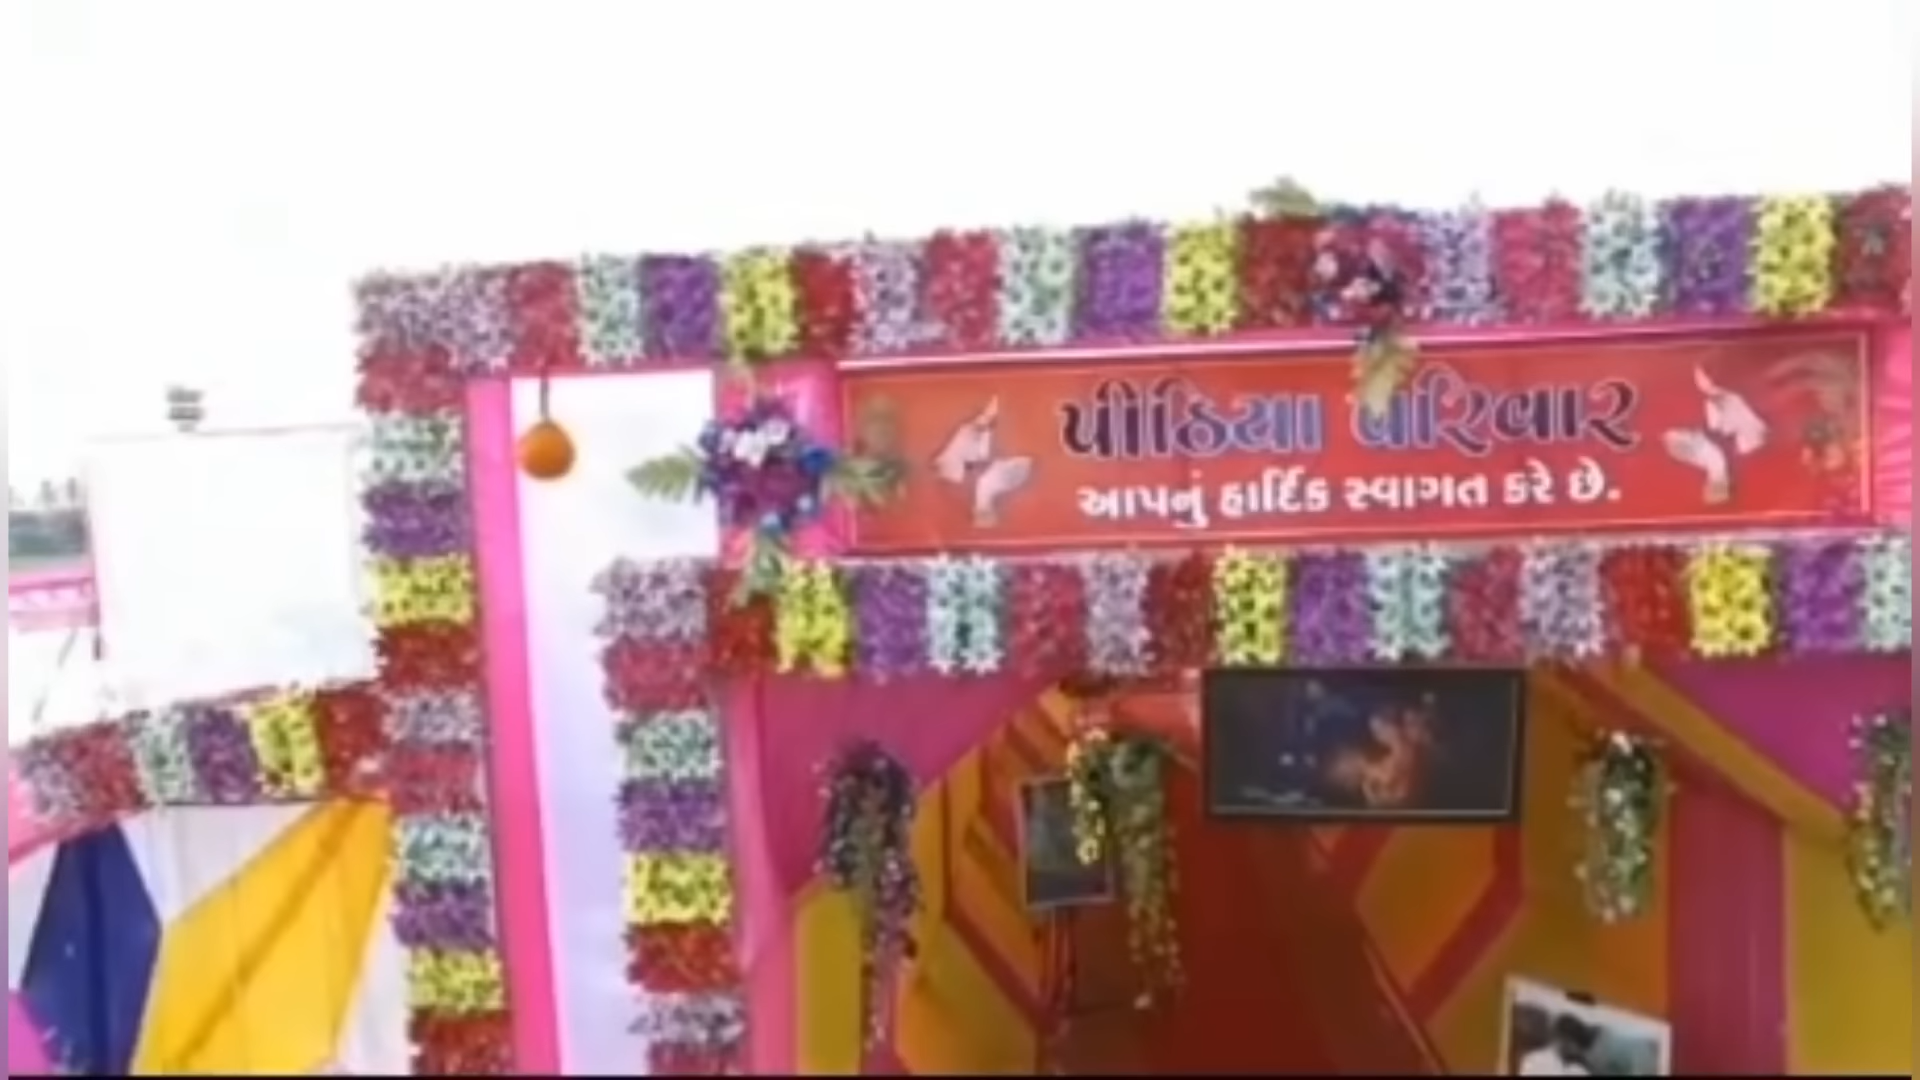 પીઠિયા પરિવાર
આપનું હાર્દિક સ્વાગત કરે છે.